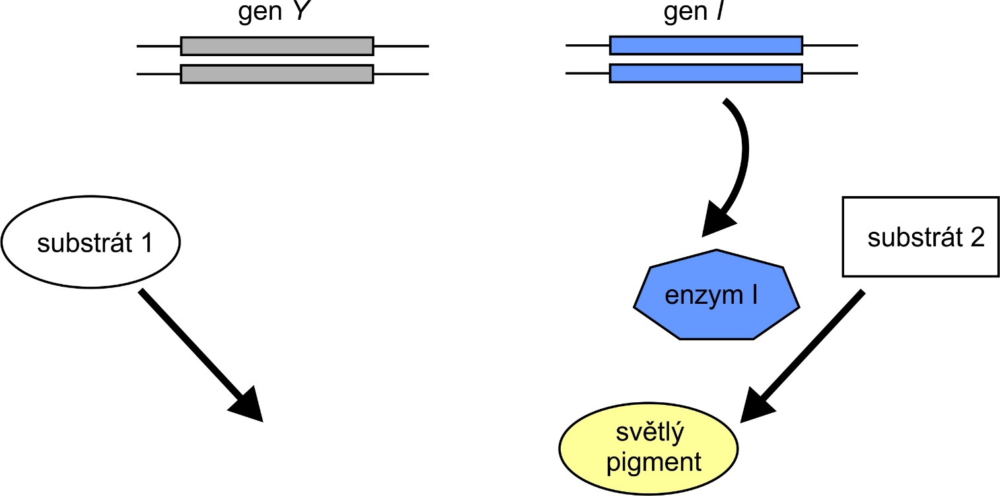 gen Y
gen I
substrát 1
substrát 2
enzym I
světlý
pigment